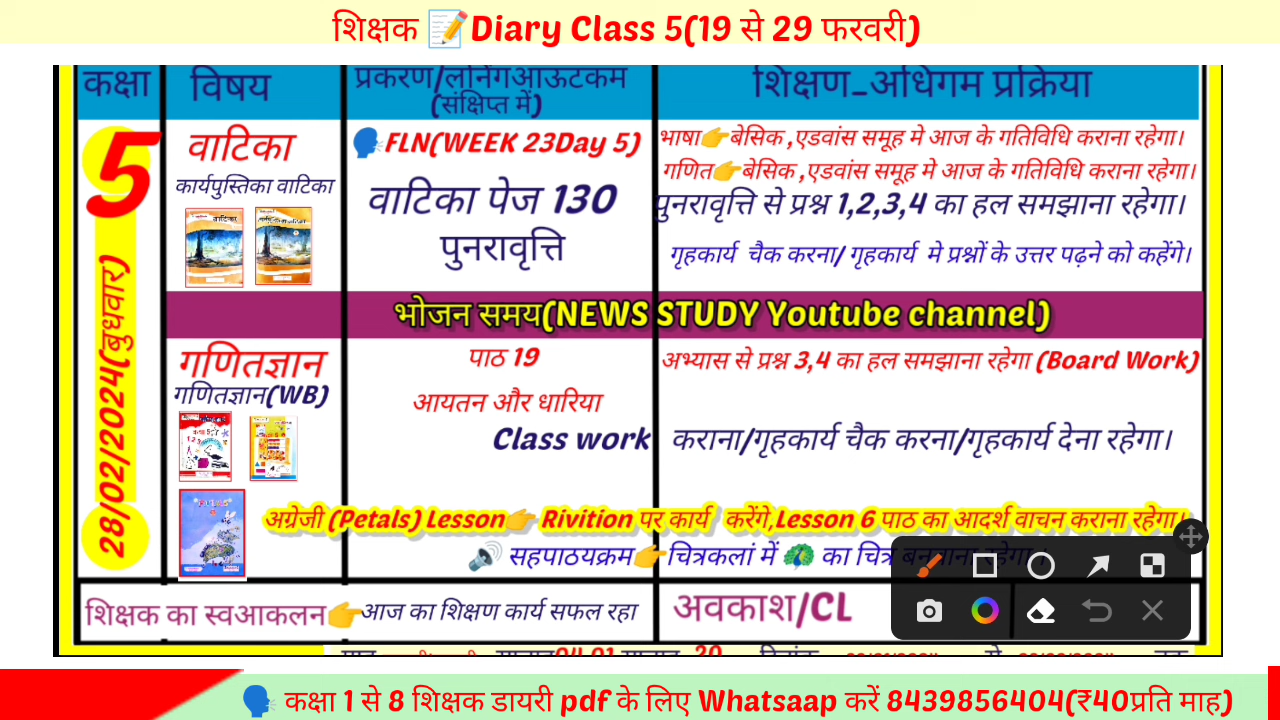 शिक्षक 📝Diary Class 5(19 से 29 फरवरी)
कक्षा विषय प्रकरण/लर्निंगआऊटकम (संक्षिप्त में) शिक्षण-अधिगम प्रक्रिया
5
28/02/2024(बुधवार)
वाटिका
कार्यपुस्तिका वाटिका
🗣️FLN(WEEK 23Day 5)
वाटिका पेज 130
पुनरावृत्ति
भाषा👉बेसिक ,एडवांस समूह मे आज के गतिविधि कराना रहेगा।
गणित👉बेसिक ,एडवांस समूह मे आज के गतिविधि कराना रहेगा।
पुनरावृत्ति से प्रश्न 1,2,3,4 का हल समझाना रहेगा।
गृहकार्य चैक करना/ गृहकार्य मे प्रश्नों के उत्तर पढ़ने को कहेंगे।
भोजन समय(NEWS STUDY Youtube channel)
गणितज्ञान
गणितज्ञान(WB)
पाठ 19
आयतन और धारिया
अभ्यास से प्रश्न 3,4 का हल समझाना रहेगा (Board Work)
Class work कराना/गृहकार्य चैक करना/गृहकार्य देना रहेगा।
अग्रेजी (Petals) Lesson👉 Rivition पर कार्य करेंगे,Lesson 6 पाठ का आदर्श वाचन कराना रहेगा।
🔊 सहपाठयक्रम👉चित्रकलां में 🦚 का चित्र बनवाना रहेगा।
शिक्षक का स्वआकलन👉आज का शिक्षण कार्य सफल रहा
अवकाश/CL
🗣️ कक्षा 1 से 8 शिक्षक डायरी pdf के लिए Whatsaap करें 8439856404(₹40प्रति माह)